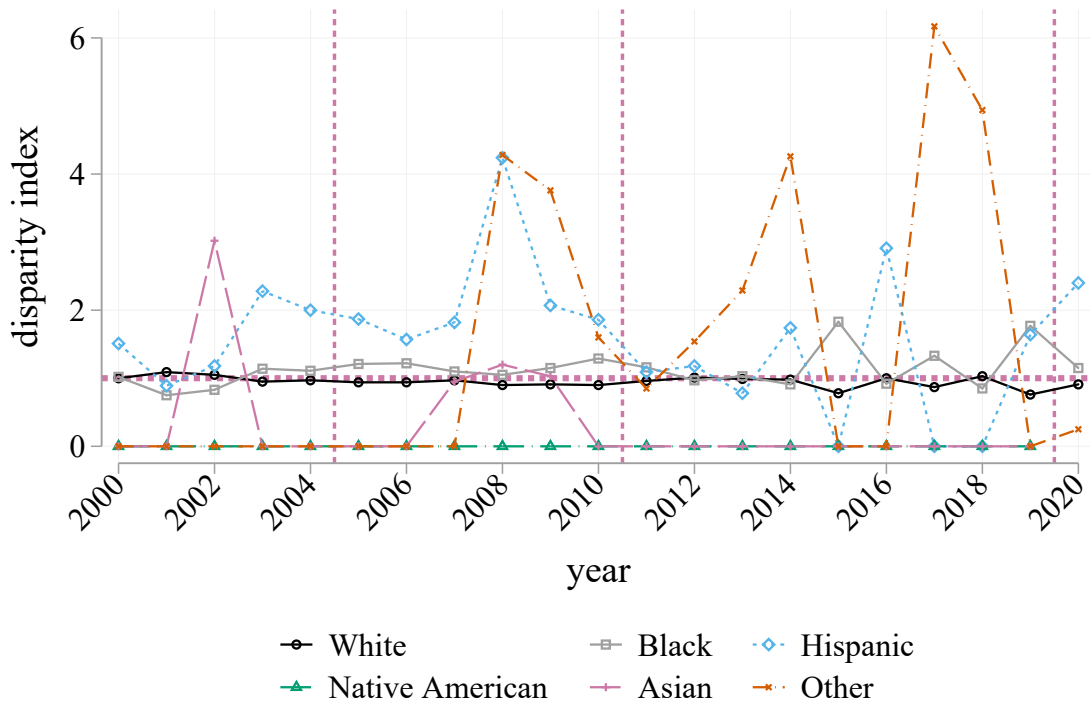 6
4
2
0
disparity index
2000 2002 2004 2006 2008 2010 2012 2014 2016 2018 2020
year
White Black Hispanic
Native American Asian Other